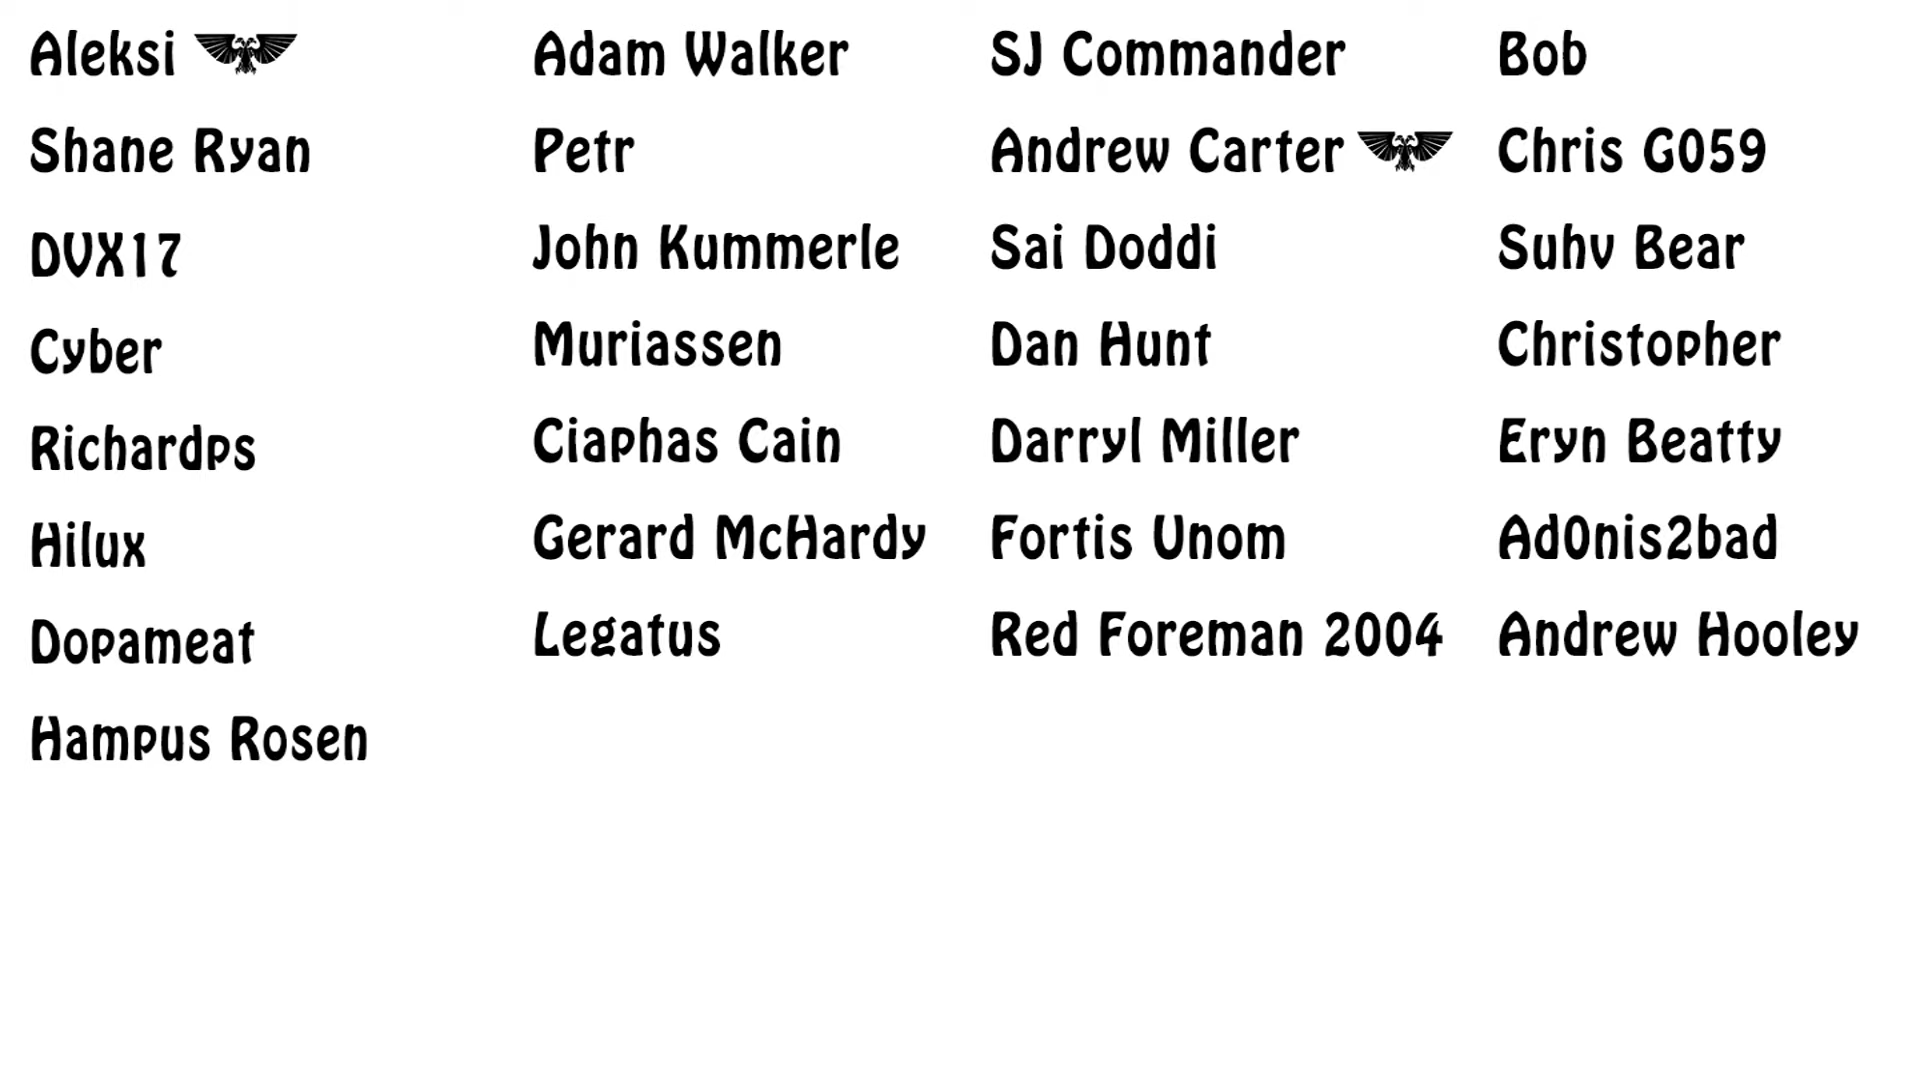 Aleksi
Shane Ryan
DVX17
Cyber
Richardps
Hilux
Dopameat
Hampus Rosen
Adam Walker
Petr
John Kummerle
Muriassen
Ciaphas Cain
Gerard McHardy
Legatus
SJ Commander
Andrew Carter
Sai Doddi
Dan Hunt
Darryl Miller
Fortis Unom
Red Foreman 2004
Bob
Chris G059
Suhv Bear
Christopher
Eryn Beatty
Ad0nis2bad
Andrew Hooley